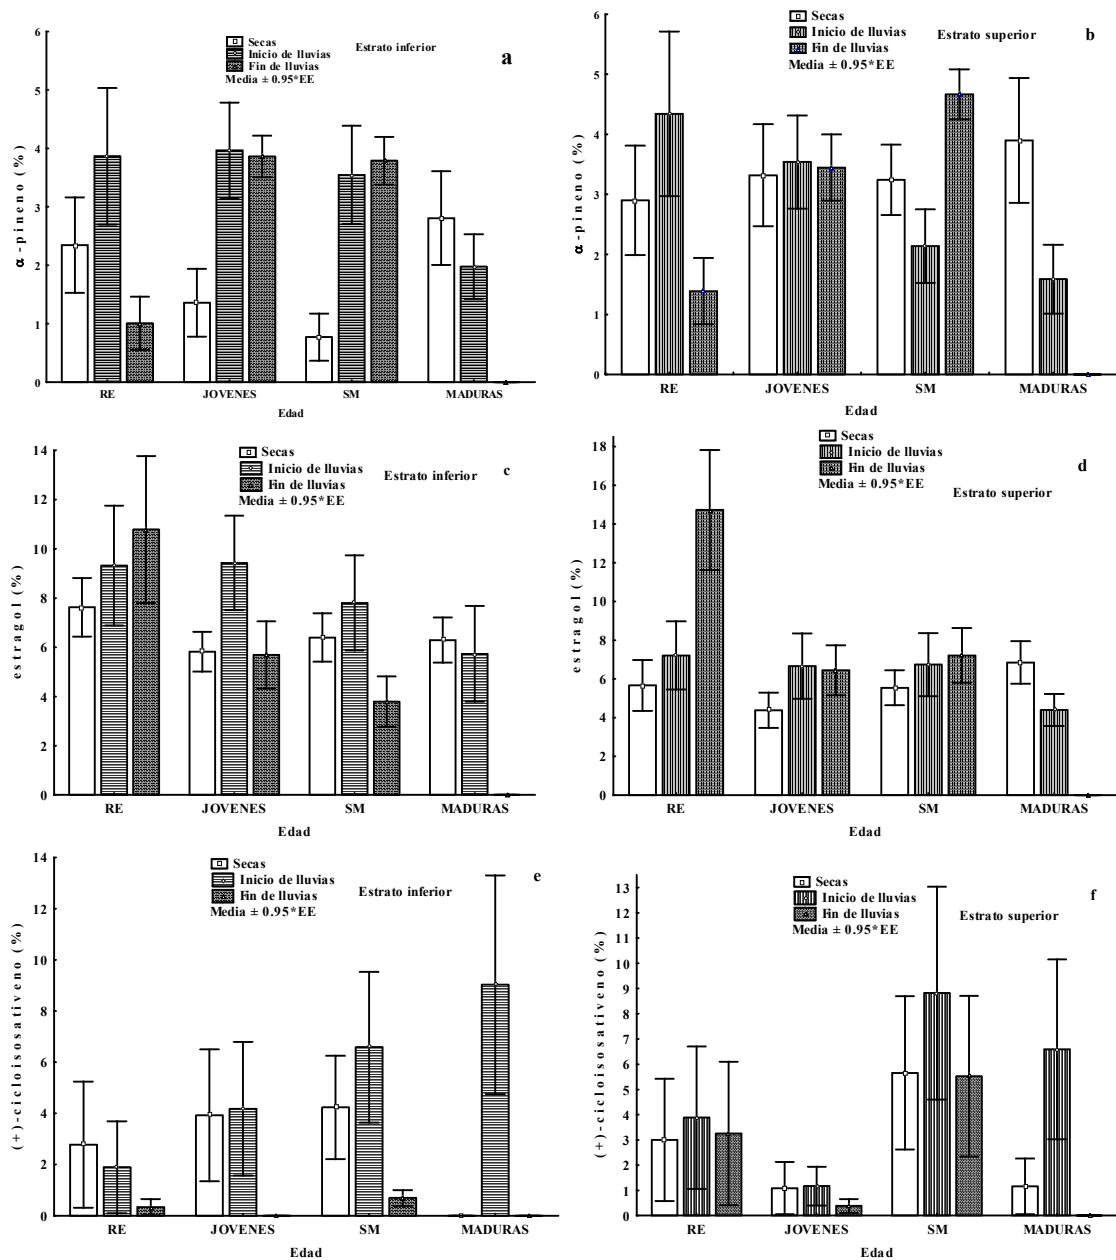 Secas
Inicio de lluvias
Fin de lluvias
Media ± 0.95*EE
Estrato inferior
a
6
5
4
3
2
1
0
α-pineno (%)
RE JOVENES SM MADURAS
Edad
Secas
Inicio de lluvias
Fin de lluvias
Media ± 0.95*EE
Estrato superior
b
6
5
4
3
2
1
0
α-pineno (%)
RE JOVENES SM MADURAS
Edad
Secas
Inicio de lluvias
Fin de lluvias
Media ± 0.95*EE
Estrato inferior
c
14
12
10
8
6
4
2
0
estragol (%)
RE JOVENES SM MADURAS
Edad
Secas
Inicio de lluvias
Fin de lluvias
Media ± 0.95*EE
Estrato superior
d
18
16
14
12
10
8
6
4
2
0
estragol (%)
RE JOVENES SM MADURAS
Edad
Secas
Inicio de lluvias
Fin de lluvias
Media ± 0.95*EE
Estrato inferior
e
14
12
10
8
6
4
2
0
(+)-cicloisosativeno (%)
RE JOVENES SM MADURAS
Edad
Secas
Inicio de lluvias
Fin de lluvias
Media ± 0.95*EE
Estrato superior
f
13
12
11
10
9
8
7
6
5
4
3
2
1
0
(+)-cicloisosativeno (%)
RE JOVENES SM MADURAS
Edad